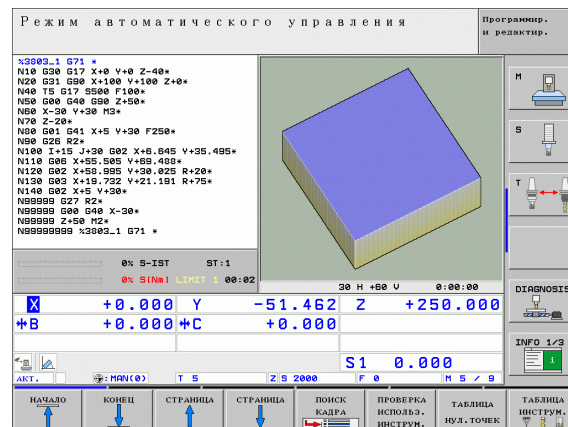 Режим автоматического управления
Программир.
и редактир.
%3803_1 G71 *
N10 G30 G17 X+0 Y+0 Z-40*
N20 G31 G90 X+100 Y+100 Z+0*
N40 T5 G17 S500 F100*
N50 G00 G40 G90 Z+50*
N60 X-30 Y+30 M3*
N70 Z-20*
N80 G01 G41 X+5 Y+30 F250*
N90 G26 R2*
N100 I+15 J+30 G02 X+6.645 Y+35.495*
N110 G06 X+55.505 Y+69.488*
N120 G02 X+58.995 Y+30.025 R+20*
N130 G03 X+19.732 Y+21.191 R+75*
N140 G02 X+5 Y+30*
N99999 G27 R2*
N99999 G00 G40 X-30*
N99999 Z+50 M2*
N99999999 %3803_1 G71 *
M
S
T
0% S-IST ST:1
0% S[Nm] LIMIT 1 00:02
30 H +60 V 0:00:00
DIAGNOSIS
X +0.000 Y -51.462 Z +250.000
B +0.000 C +0.000
INFO 1/3
S1 0.00
АКТ. : MAN(0) T 5 Z S 2000 F 0 M 5 / 9
НАЧАЛО
КОНЕЦ
СТРАНИЦА
СТРАНИЦА
ПОИСК
КАДРА
ПРОВЕРКА
ИСПОЛЬЗ.
ИНСТРУМ.
ТАБЛИЦА
НУЛ.ТОЧЕК
ТАБЛИЦА
ИНСТРУМ.